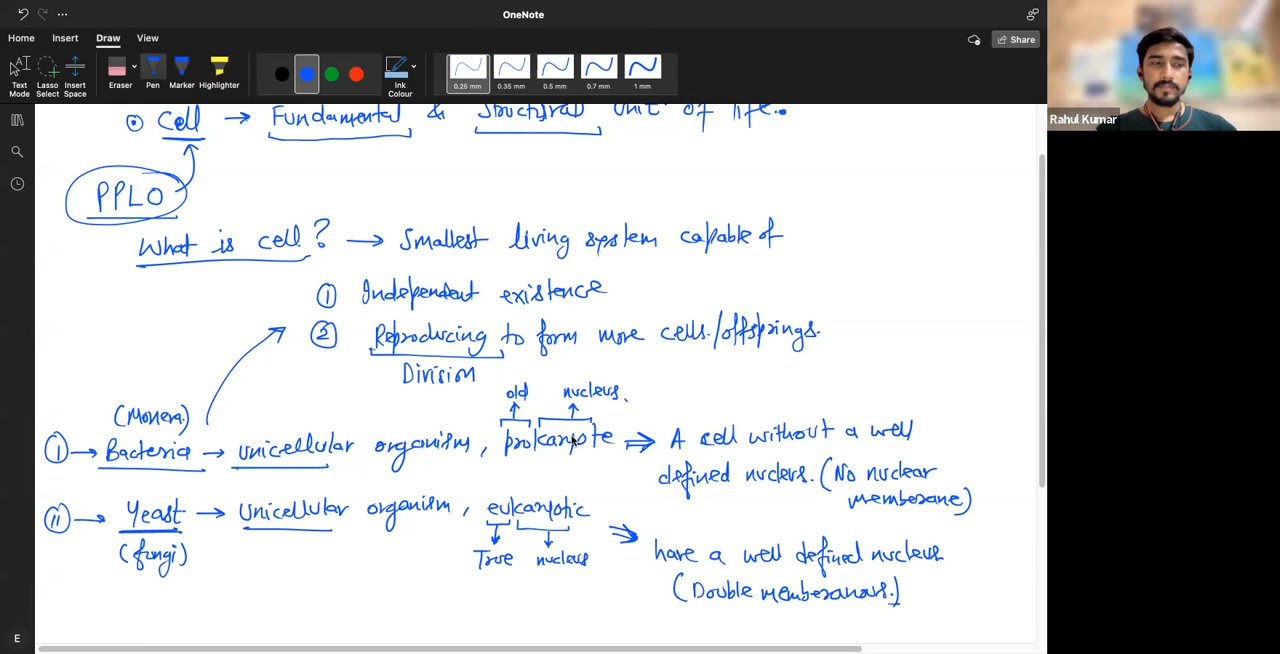 OneNote
Home Insert Draw View
Share
Text Mode Lasso Select Insert Space Eraser Pen Marker Highlighter Ink Colour 0.25 mm 0.35 mm 0.5 mm 0.7 mm 1 mm
Rahul Kumar
Cell → Fundamental & Structural unit of life.
PPLO
What is cell? → Smallest living system capable of
① Independent existence
② Reproducing to form more cells/offsprings.
Division
old nucleus
(Monera)
① → Bacteria → unicellular organism, prokaryote ⇒ A cell without a well
defined nucleus. (No nuclear
memberane)
ⅱ → Yeast → unicellular organism, eukaryotic ⇒
(fungi) True nucleus
have a well defined nucleus
(Double memberanous.)
E